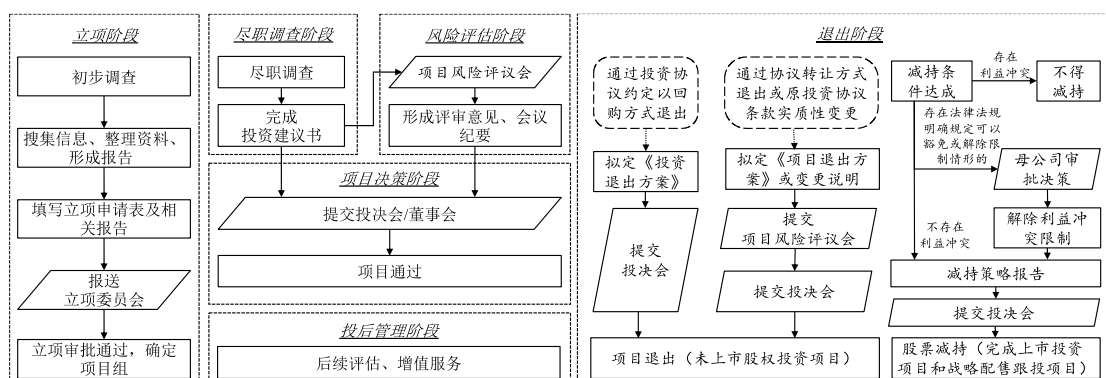 立项阶段
初步调查
搜集信息、整理资料、
形成报告
填写立项申请表及相
关报告
报送
立项委员会
立项审批通过，确定
项目组
尽职调查阶段
尽职调查
完成
投资建议书
风险评估阶段
项目风险评议会
形成评审意见、会议
纪要
项目决策阶段
提交投决会/董事会
项目通过
投后管理阶段
后续评估、增值服务
退出阶段
通过投资协
议约定以回
购方式退出
拟定《投资
退出方案》
提交
投决会
通过协议转让方式
退出或原投资协议
条款实质性变更
拟定《项目退出方
案》或变更说明
提交
项目风险评议会
提交投决会
项目退出（未上市股权投资项目）
减持条
件达成
存在
利益冲突
不得
减持
存在法律法规
明确规定可以
豁免或解除限
制情形的
母公司审
批决策
解除利益冲
突限制
不存在
利益冲突
减持策略报告
提交投决会
股票减持（完成上市投资
项目和战略配售跟投项目）